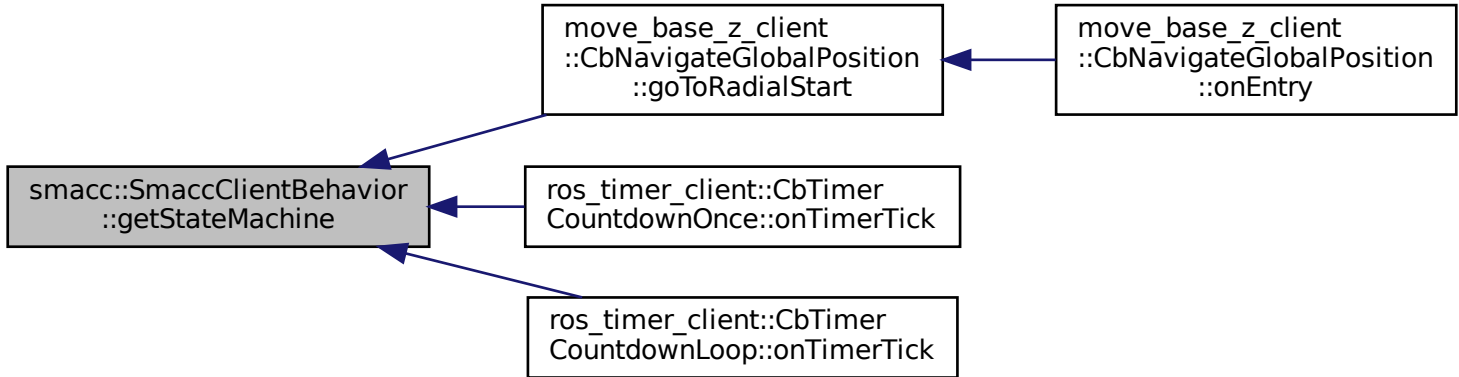 move_base_z_client
::CbNavigateGlobalPosition
::goToRadialStart
move_base_z_client
::CbNavigateGlobalPosition
::onEntry
smacc::SmaccClientBehavior
::getStateMachine
ros_timer_client::CbTimer
CountdownOnce::onTimerTick
ros_timer_client::CbTimer
CountdownLoop::onTimerTick